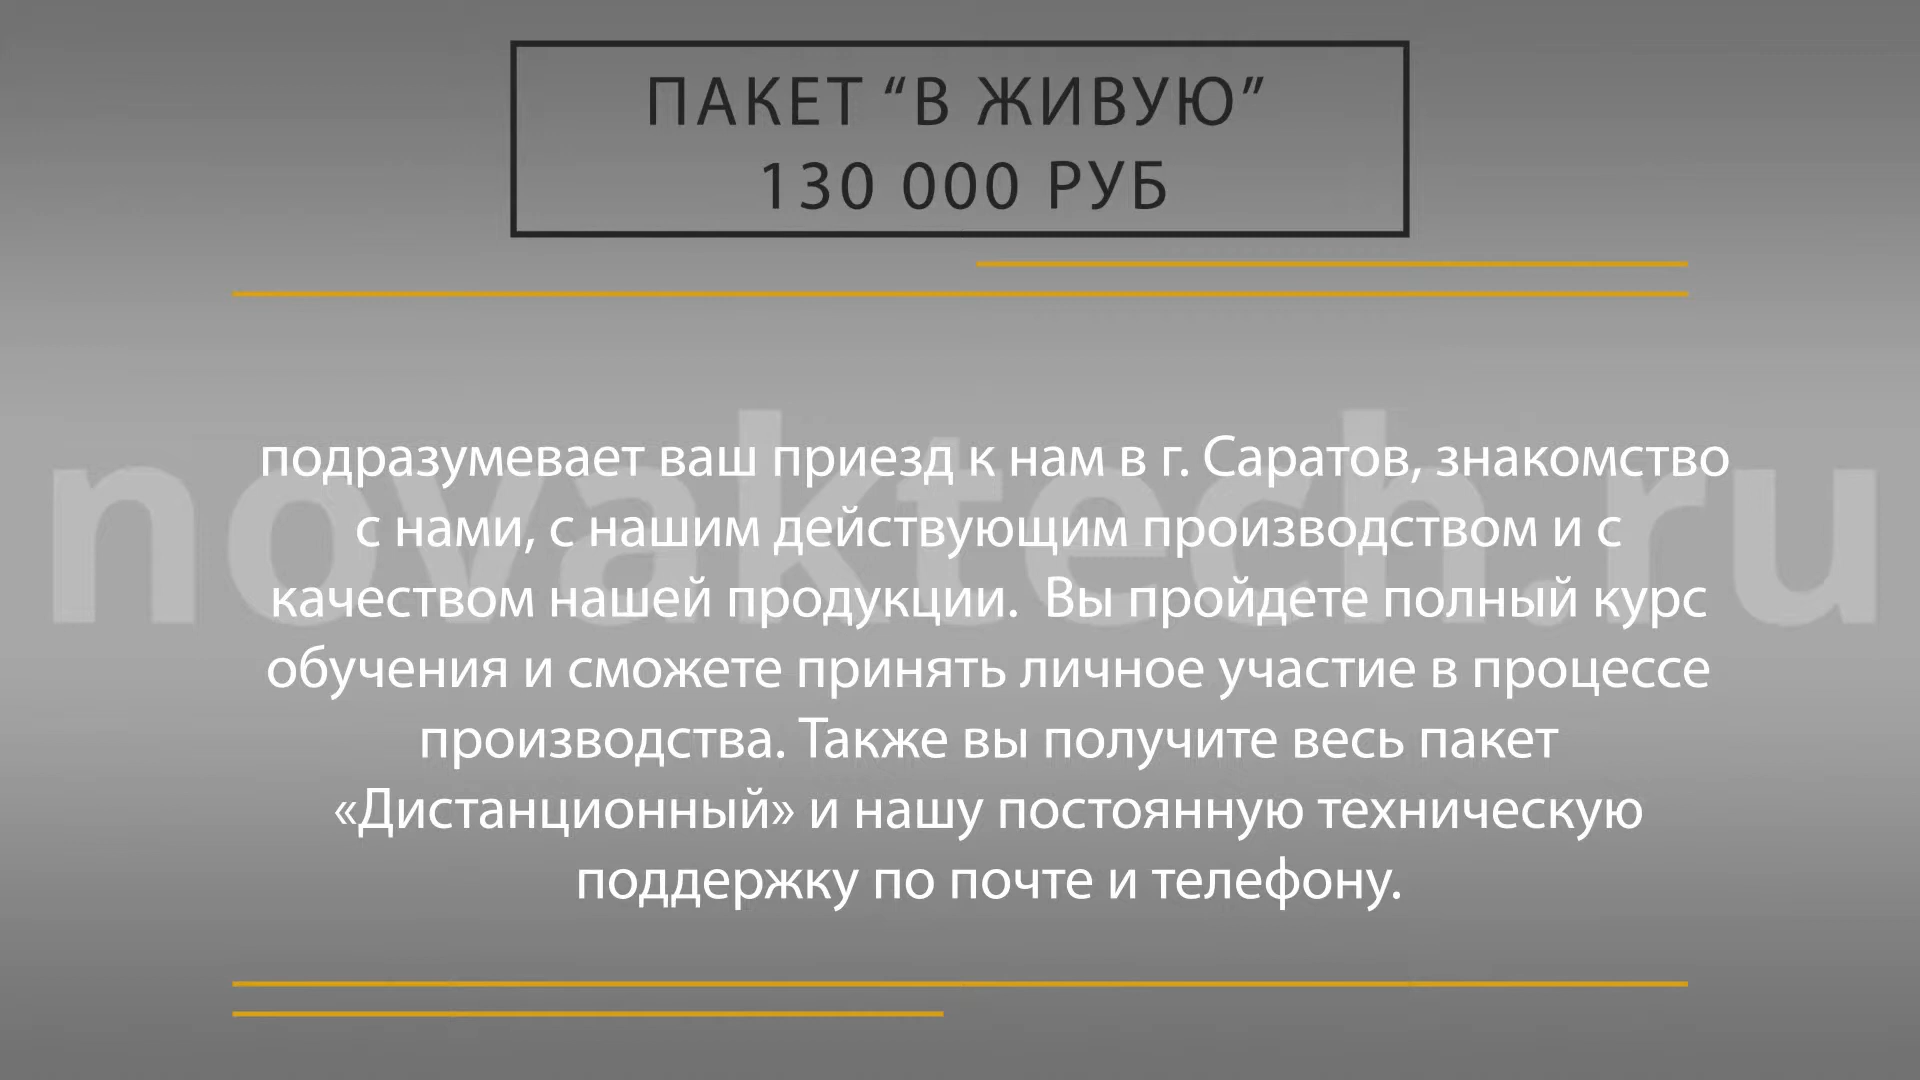 ПАКЕТ “В ЖИВУЮ”
130 000 РУБ
подразумевает ваш приезд к нам в г. Саратов, знакомство
с нами, с нашим действующим производством и с
качеством нашей продукции.  Вы пройдете полный курс
обучения и сможете принять личное участие в процессе
производства. Также вы получите весь пакет
«Дистанционный» и нашу постоянную техническую
поддержку по почте и телефону.
novaktech.ru